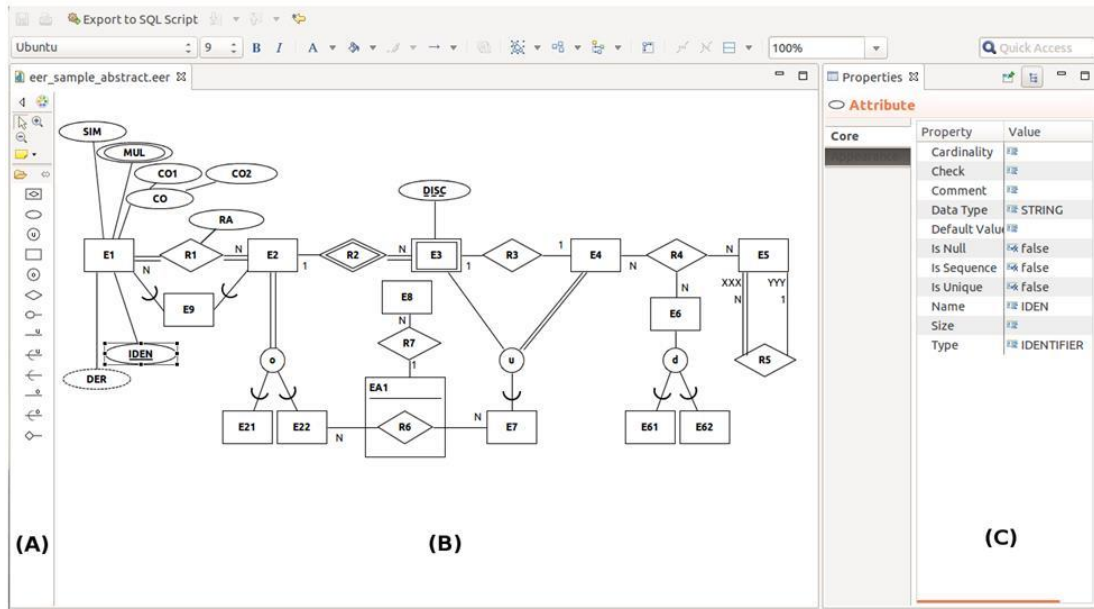 Export to SQL Script
Ubuntu 9 B I A 100% Quick Access
eer_sample_abstract.eer Properties
Attribute
Core Property Value
Appearance Cardinality
Check
Comment
Data Type STRING
Default Valu
Is Null false
Is Sequence false
Is Unique false
Name IDEN
Size
Type IDENTIFIER
SIM
MUL
CO1 CO2
CO DISC
RA
E1 N R1 N E2 1 R2 N E3 1 R3 1 E4 N R4 N E5
XXX YYY
N 1
E9 E8 N E6
N
R7
IDEN o u d R5
DER 1
EA1
E21 E22 N R6 N E7 E61 E62
u
o
u
o
u
o
(A) (B) (C)